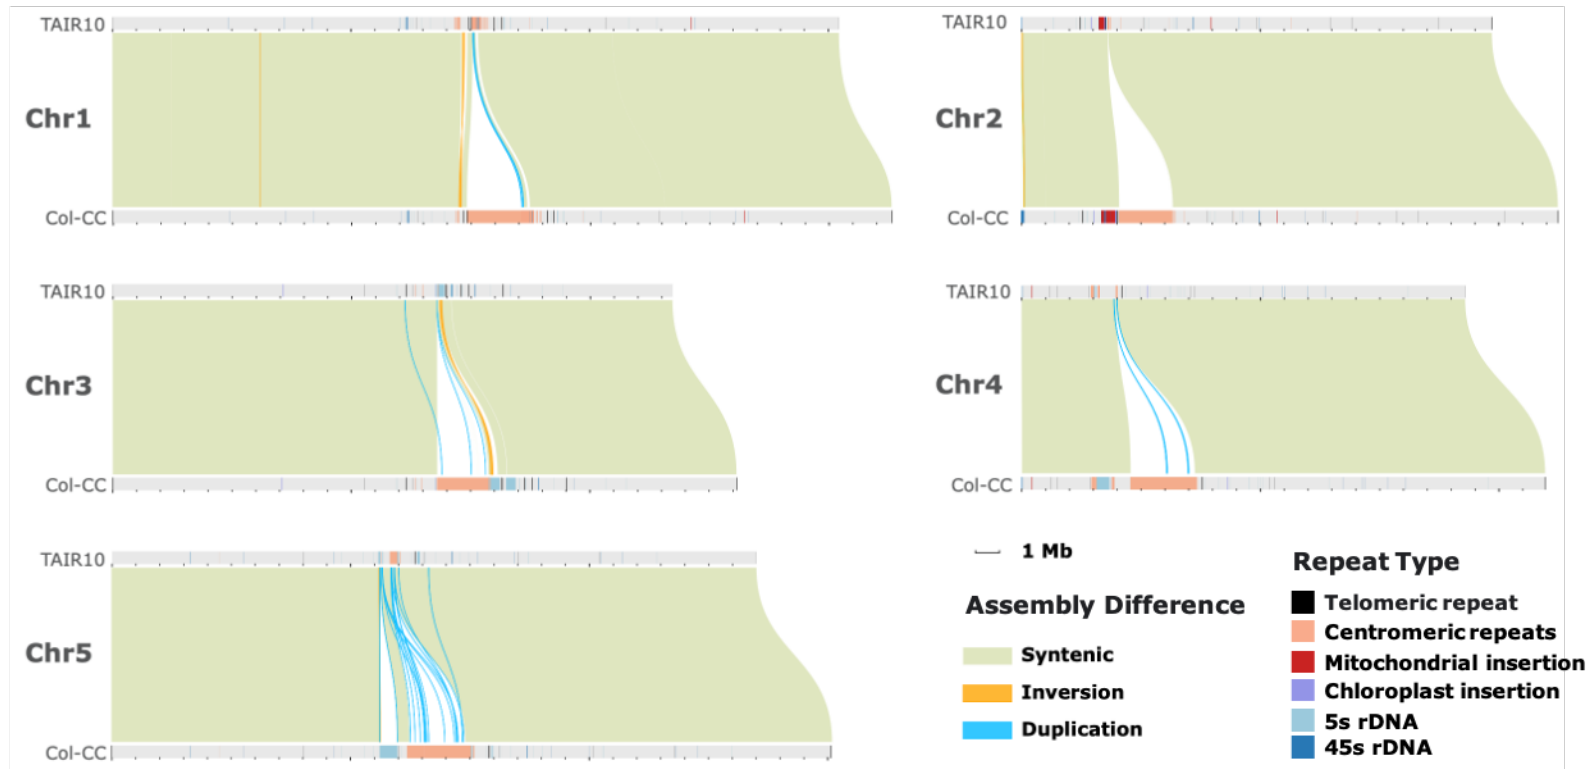 TAIR10
Chr1
Col-CC
TAIR10
Chr2
Col-CC
TAIR10
Chr3
Col-CC
TAIR10
Chr4
Col-CC
TAIR10
Chr5
Col-CC
1 Mb
Assembly Difference
Syntenic
Inversion
Duplication
Repeat Type
Telomeric repeat
Centromeric repeats
Mitochondrial insertion
Chloroplast insertion
5s rDNA
45s rDNA